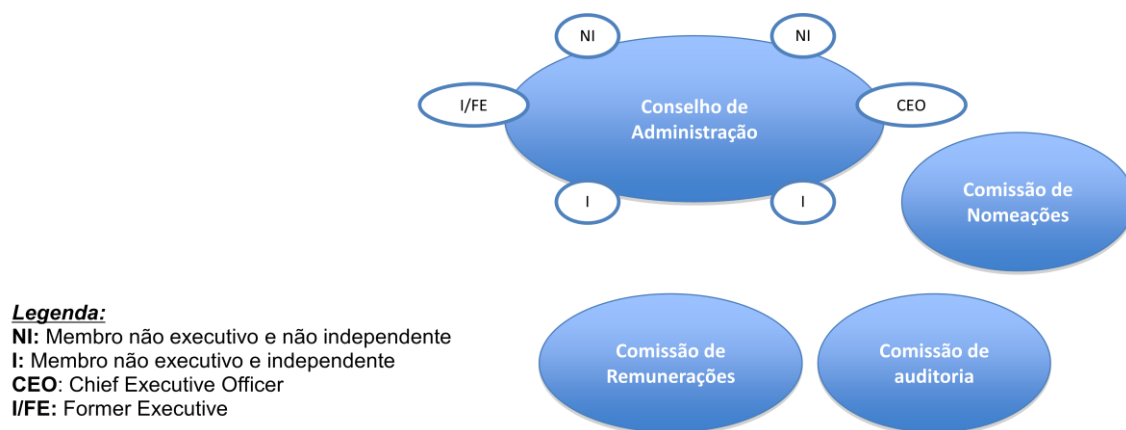 NI
NI
I/FE
Conselho de
Administração
CEO
I
I
Comissão de
Nomeações
Comissão de
Remunerações
Comissão de
auditoria
Legenda:
NI: Membro não executivo e não independente
I: Membro não executivo e independente
CEO: Chief Executive Officer
I/FE: Former Executive